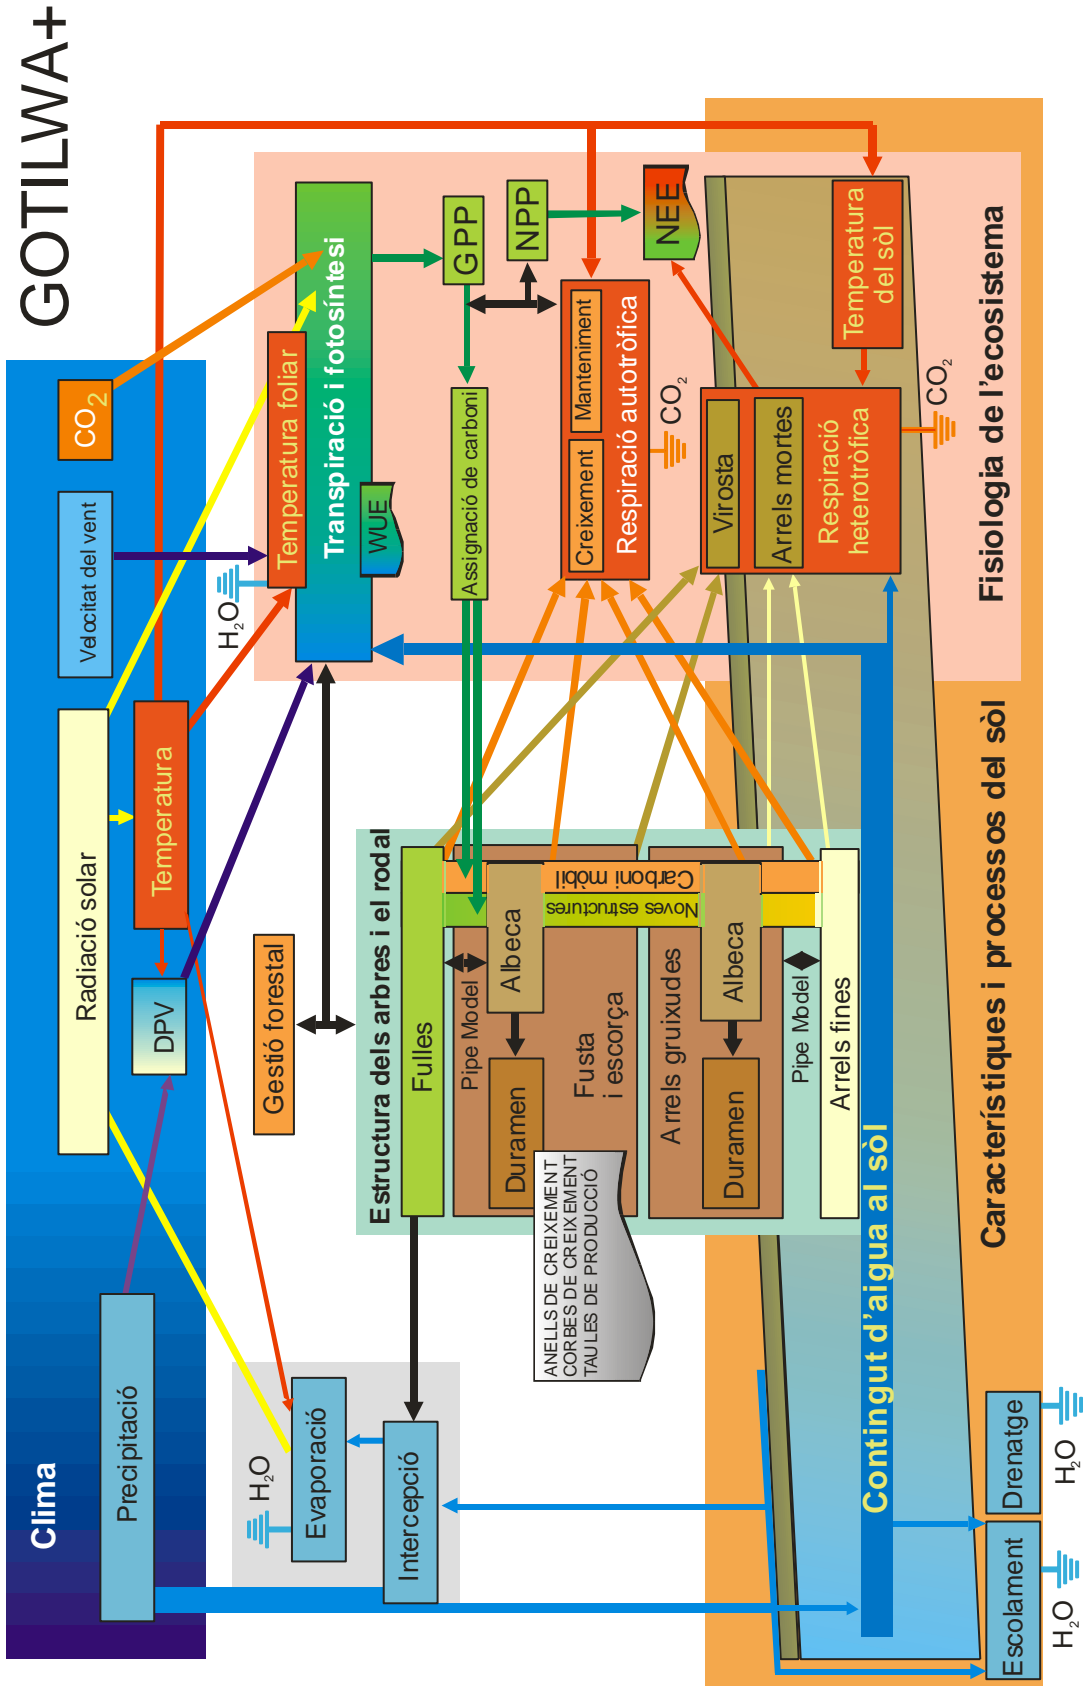 GOTILWA+
Clima
Precipitació
Radiació solar
Velocitat del vent
CO2
DPV
Temperatura
H2O
Evaporació
Intercepció
Gestió forestal
H2O
Temperatura foliar
Transpiració i fotosíntesi
WUE
GPP
NPP
NEE
Assignació de carboni
Creixement
Manteniment
Respiració autotròfica
CO2
Virosta
Arrels mortes
Respiració
heterotròfica
CO2
Temperatura
del sòl
Fisiologia de l'ecosistema
Estructura dels arbres i el rodal
Fulles
Pipe Model
Albeca
Duramen
Fusta
i escorça
Carboni mòbil
Noves estructures
Arrels gruixudes
Albeca
Duramen
Pipe Model
Arrels fines
ANELLS DE CREIXEMENT
CORBES DE CREIXEMENT
TAULES DE PRODUCCIÓ
Contingut d'aigua al sòl
Característiques i processos del sòl
Escolament
Drenatge
H2O
H2O